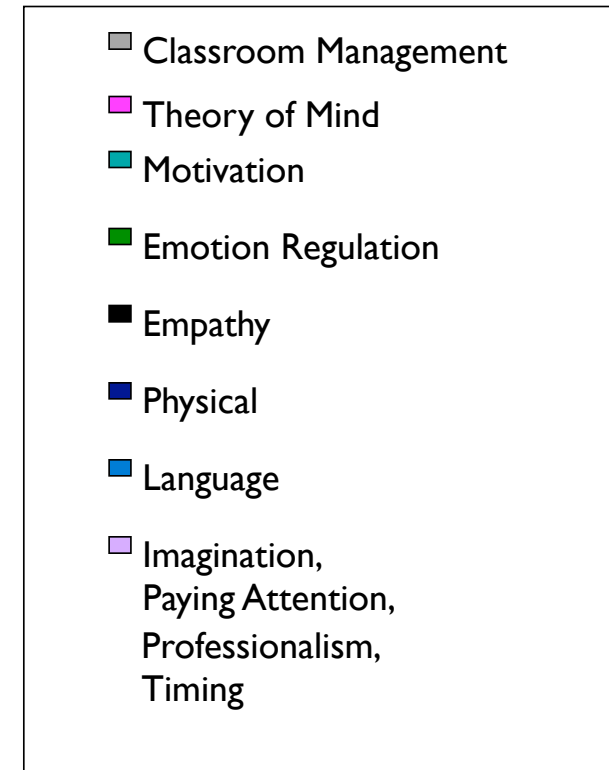 Classroom Management
Theory of Mind
Motivation
Emotion Regulation
Empathy
Physical
Language
Imagination,
Paying Attention,
Professionalism,
Timing